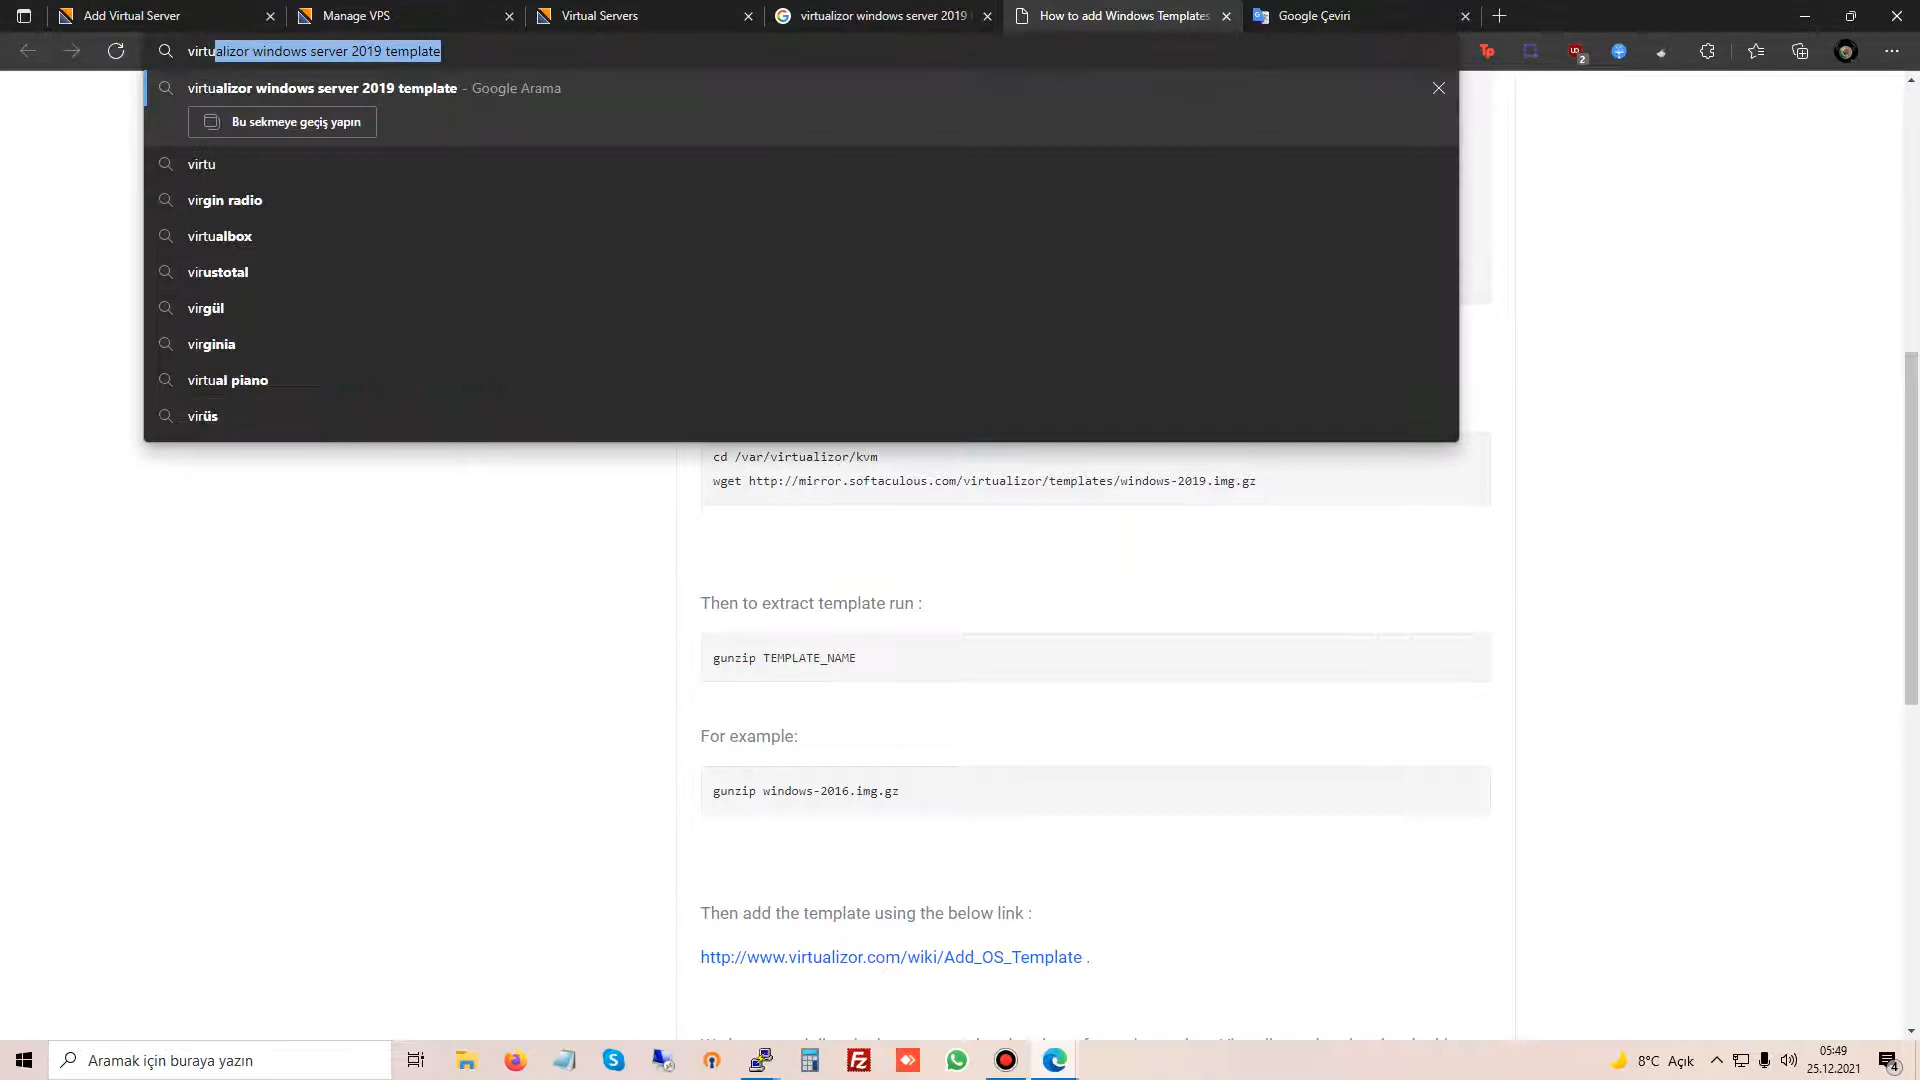 Add Virtual Server
Manage VPS
Virtual Servers
virtualizor windows server 2019
How to add Windows Templates
Google Çeviri
virtualizor windows server 2019 template
Tp
UD
2
virtualizor windows server 2019 template - Google Arama
Bu sekmeye geçiş yapın
virtu
virgin radio
virtualbox
virustotal
virgül
virginia
virtual piano
virüs
cd /var/virtualizor/kvm
wget http://mirror.softaculous.com/virtualizor/templates/windows-2019.img.gz
Then to extract template run :
gunzip TEMPLATE_NAME
For example:
gunzip windows-2016.img.gz
Then add the template using the below link :
http://www.virtualizor.com/wiki/Add_OS_Template .
Aramak için buraya yazın
8°C Açık
05:49
25.12.2021
4